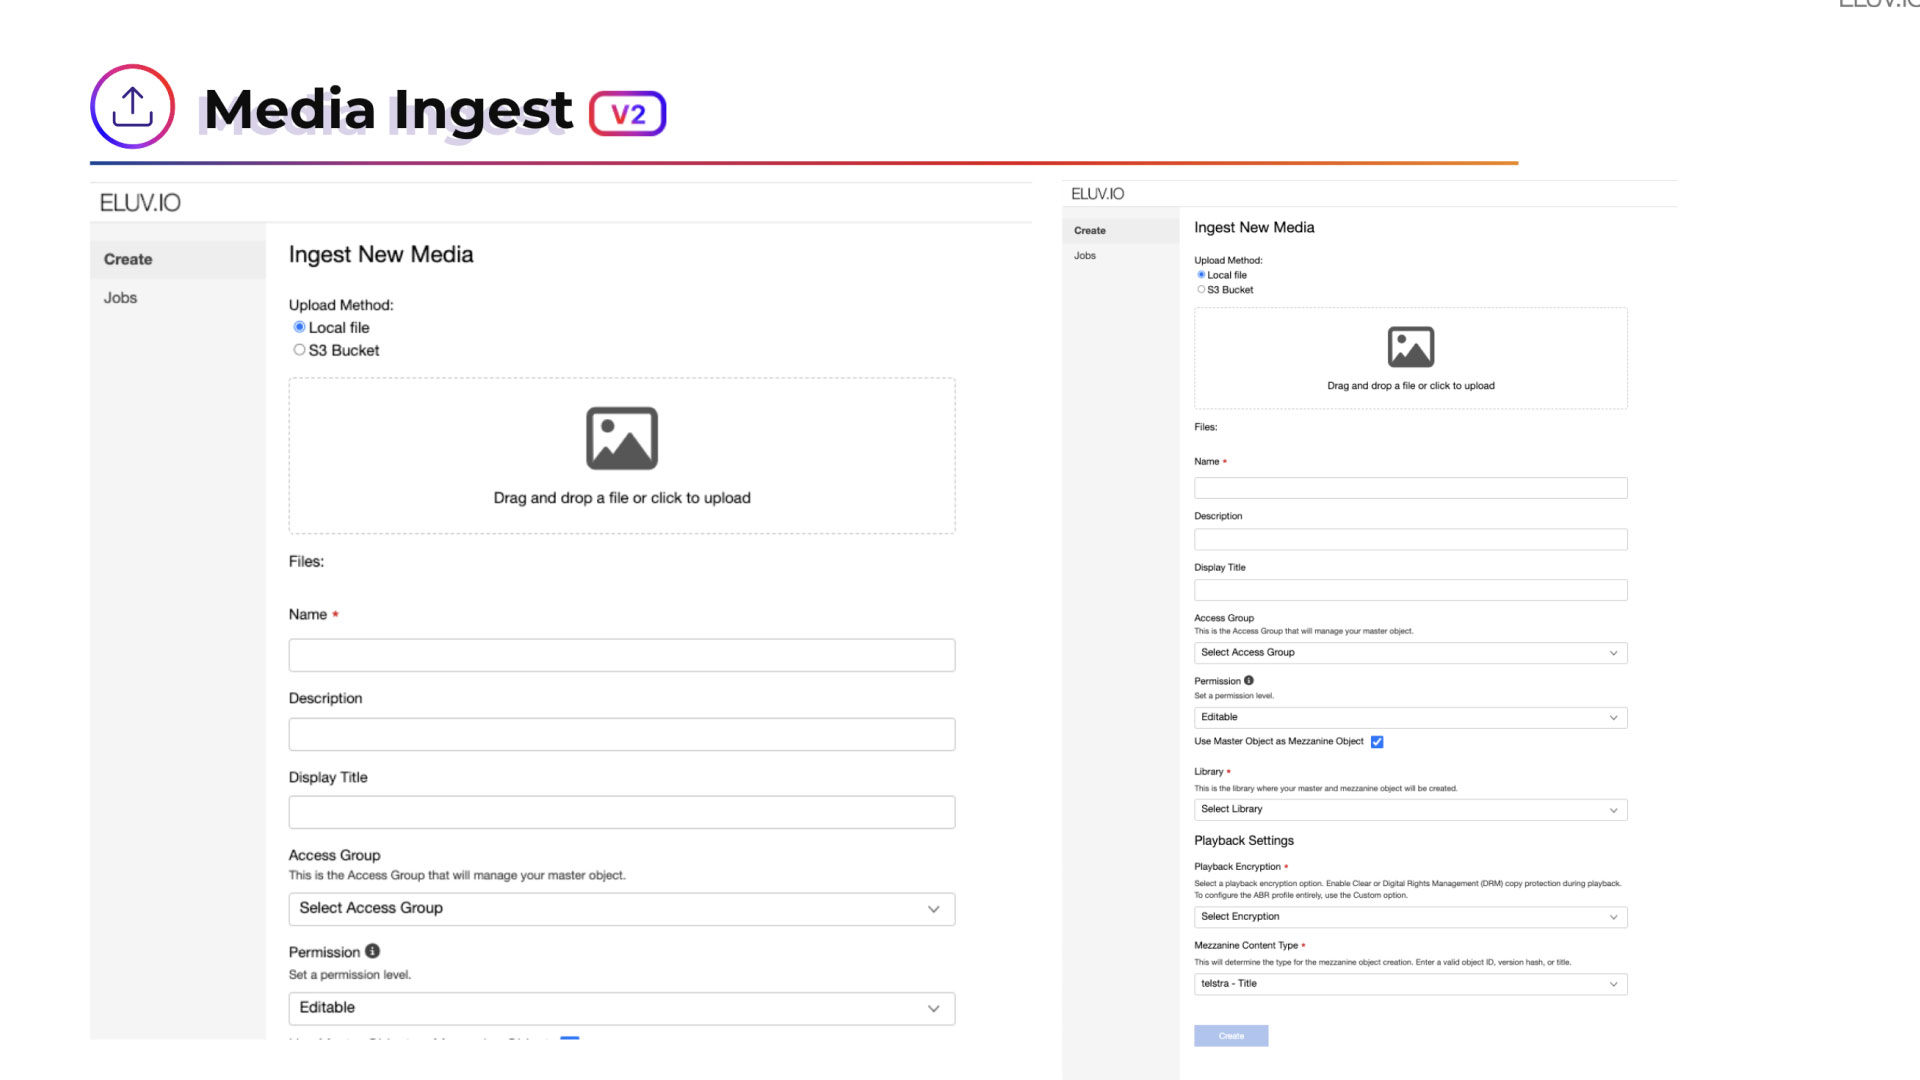 Media Ingest V2
ELUV.IO
Create
Jobs
Ingest New Media
Upload Method:
Local file
S3 Bucket
Drag and drop a file or click to upload
Files:
Name *
Description
Display Title
Access Group
This is the Access Group that will manage your master object.
Select Access Group
Permission
Set a permission level.
Editable
ELUV.IO
Create
Jobs
Ingest New Media
Upload Method:
Local file
S3 Bucket
Drag and drop a file or click to upload
Files:
Name *
Description
Display Title
Access Group
This is the Access Group that will manage your master object.
Select Access Group
Permission
Set a permission level.
Editable
Use Master Object as Mezzanine Object
Library *
This is the library where your master and mezzanine object will be created.
Select Library
Playback Settings
Playback Encryption *
Select a playback encryption option. Enable Clear or Digital Rights Management (DRM) copy protection during playback.
To configure the ABR profile entirely, use the Custom option.
Select Encryption
Mezzanine Content Type *
This will determine the type for the mezzanine object creation. Enter a valid object ID, version hash, or title.
telstra - Title
Create